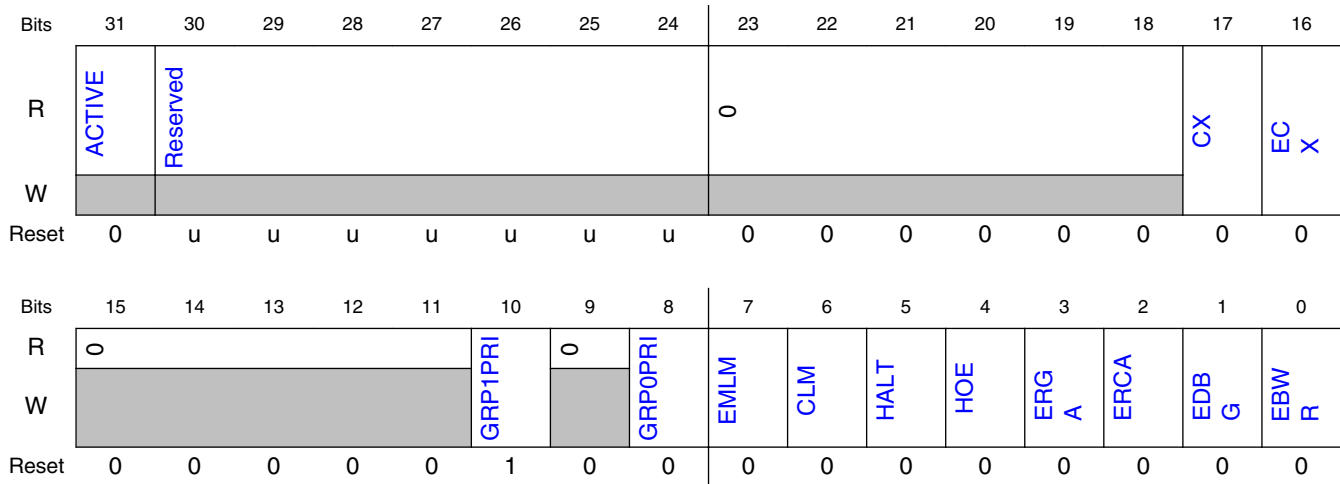 Bits 31 30 29 28 27 26 25 24 23 22 21 20 19 18 17 16
R ACTIVE Reserved 0 CX EC X
W
Reset 0 u u u u u u u 0 0 0 0 0 0 0 0
Bits 15 14 13 12 11 10 9 8 7 6 5 4 3 2 1 0
R 0 GRP1PRI 0 GRP0PRI EMLM CLM HALT HOE ERG A ERCA EDB G EBW R
W
Reset 0 0 0 0 0 1 0 0 0 0 0 0 0 0 0 0